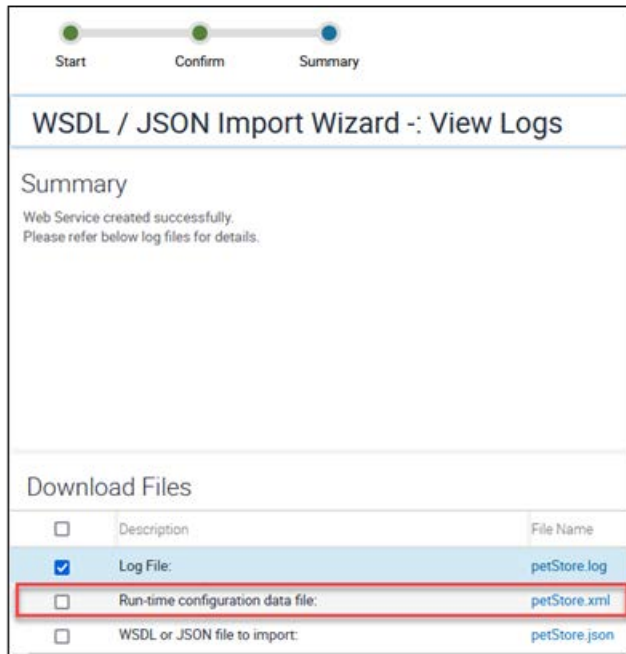 Start Confirm Summary
WSDL / JSON Import Wizard -: View Logs
Summary
Web Service created successfully.
Please refer below log files for details.
Download Files
Description File Name
Log File: petStore.log
Run-time configuration data file: petStore.xml
WSDL or JSON file to import: petStore.json